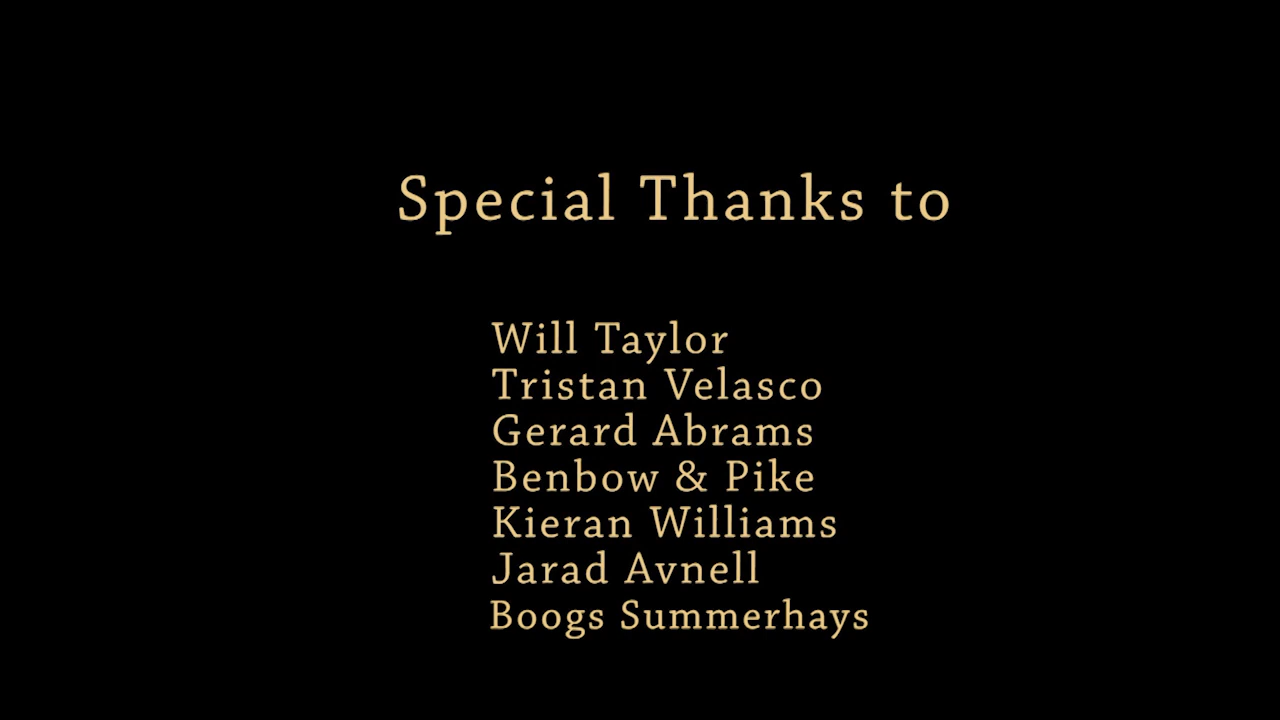 Special Thanks to
Will Taylor
Tristan Velasco
Gerard Abrams
Benbow & Pike
Kieran Williams
Jarad Avnell
Boogs Summerhays